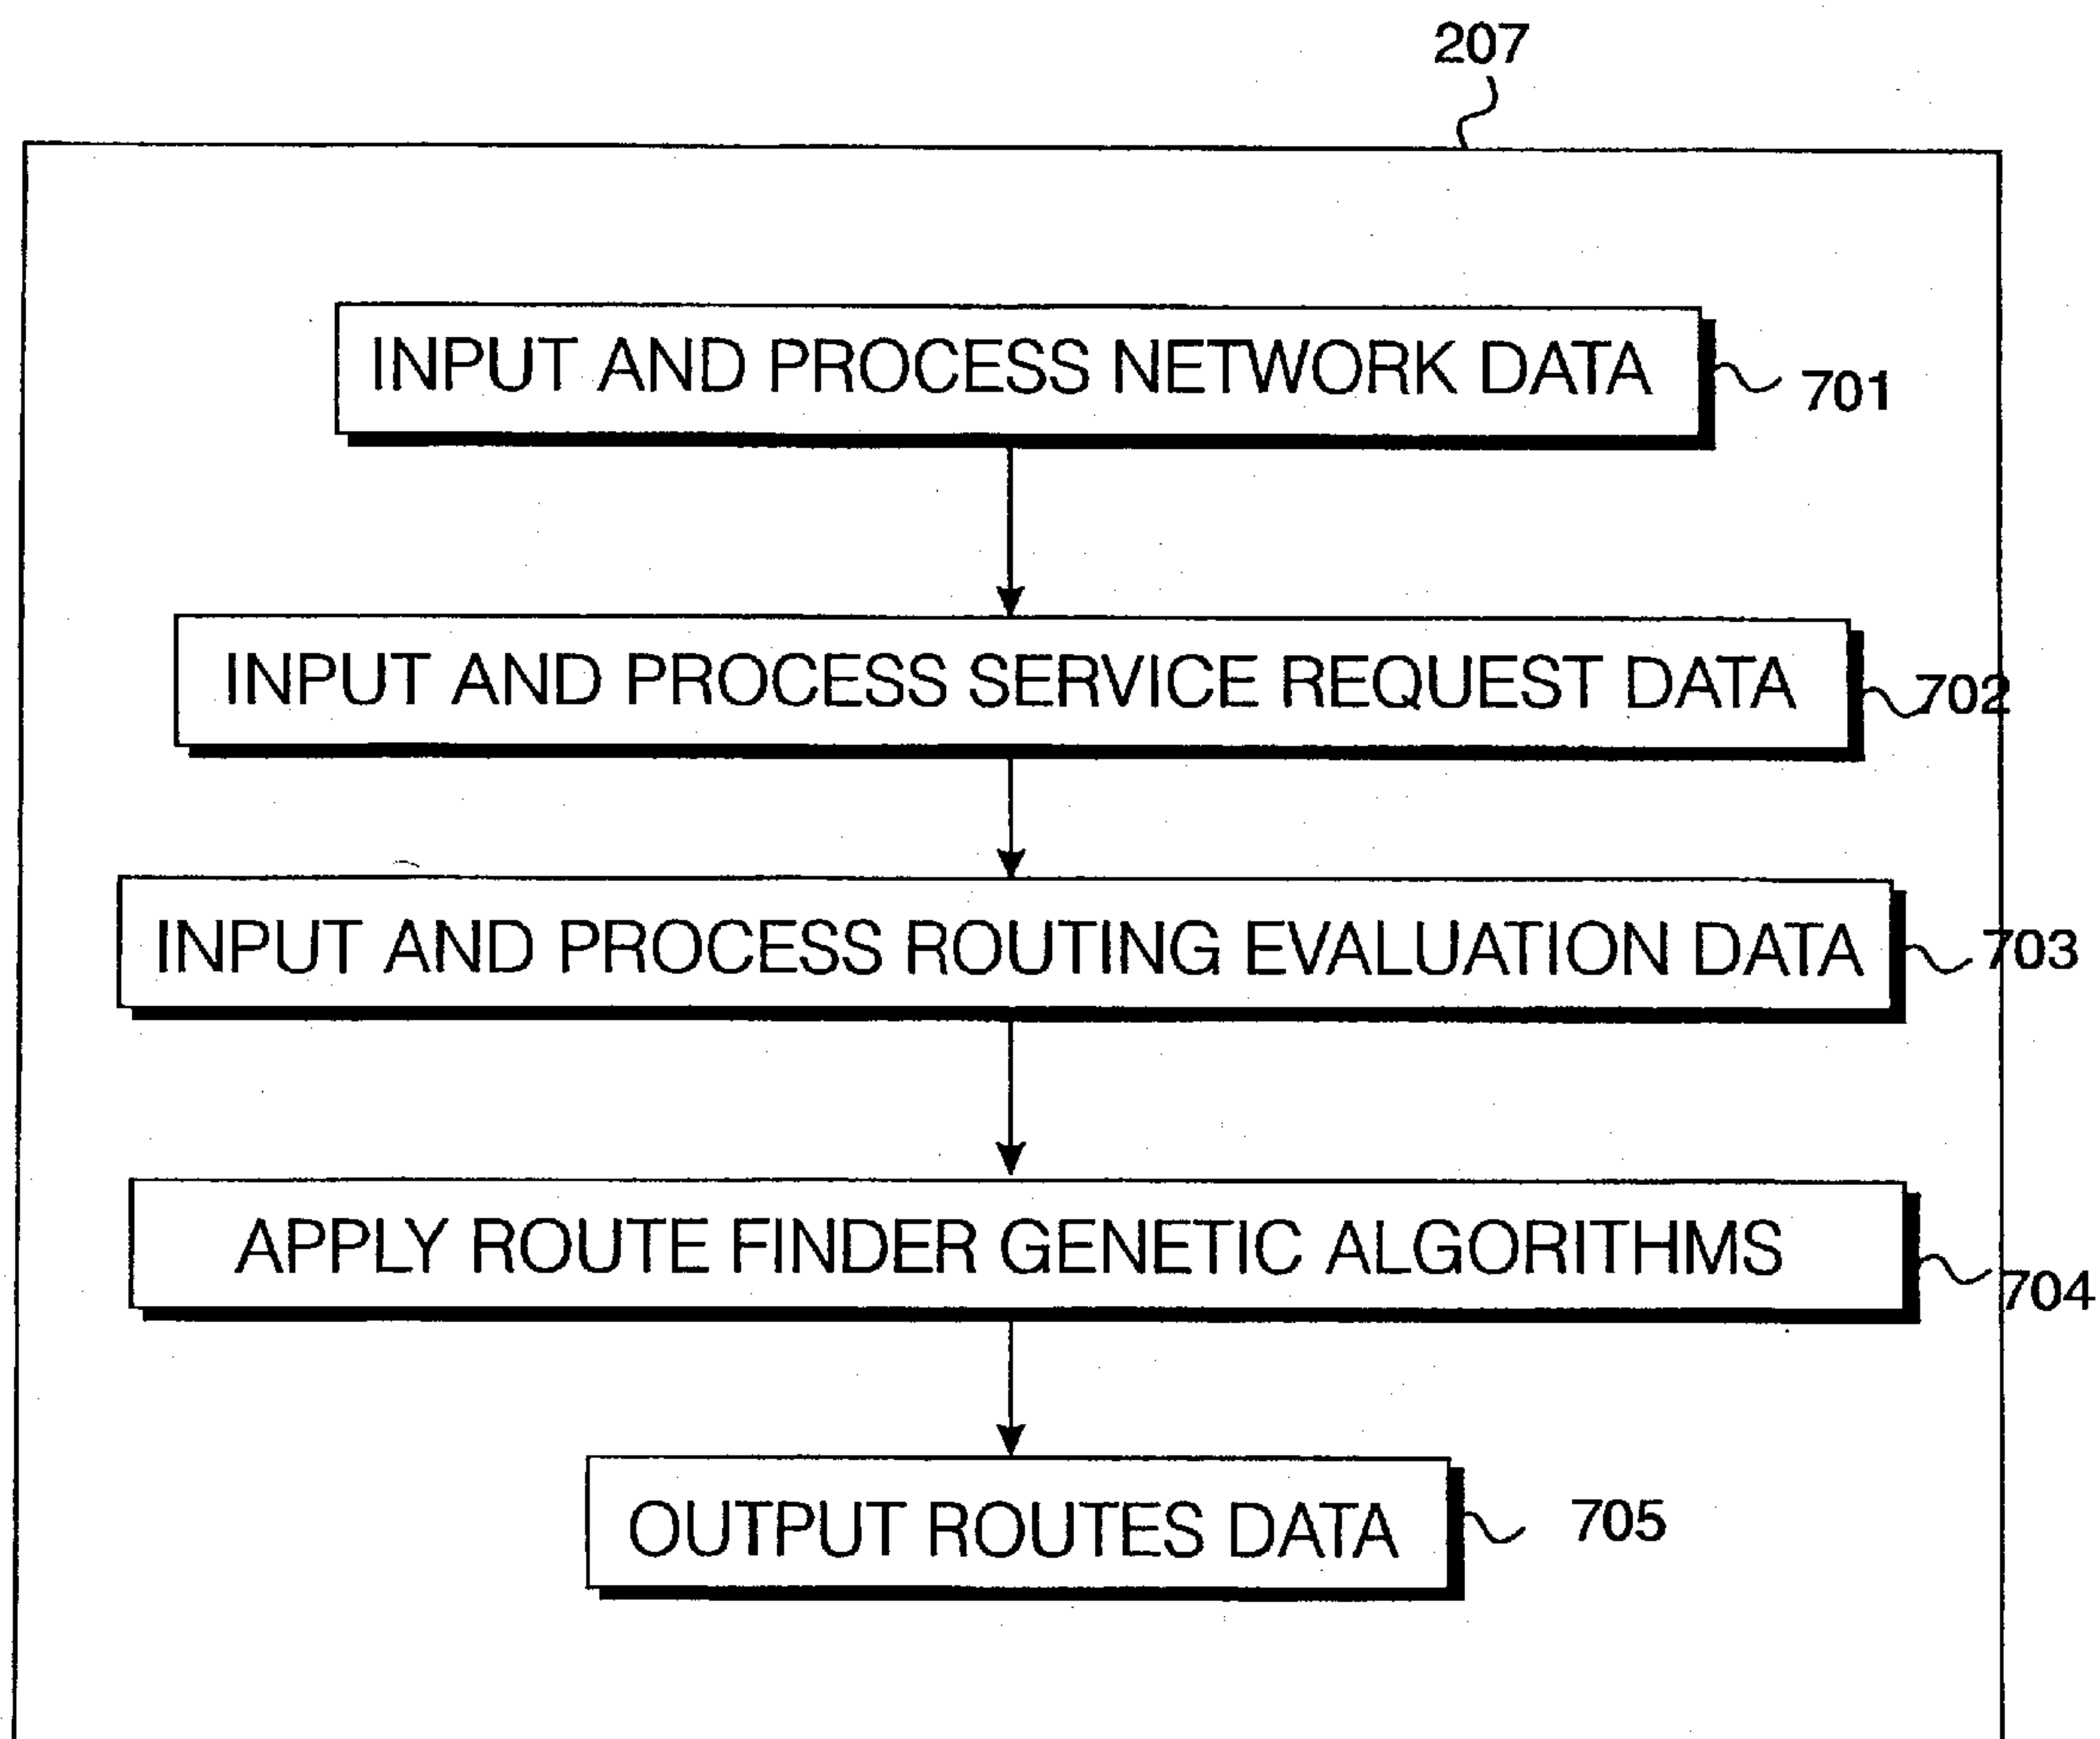 207
INPUT AND PROCESS NETWORK DATA
701
INPUT AND PROCESS SERVICE REQUEST DATA
702
INPUT AND PROCESS ROUTING EVALUATION DATA
703
APPLY ROUTE FINDER GENETIC ALGORITHMS
704
OUTPUT ROUTES DATA
705